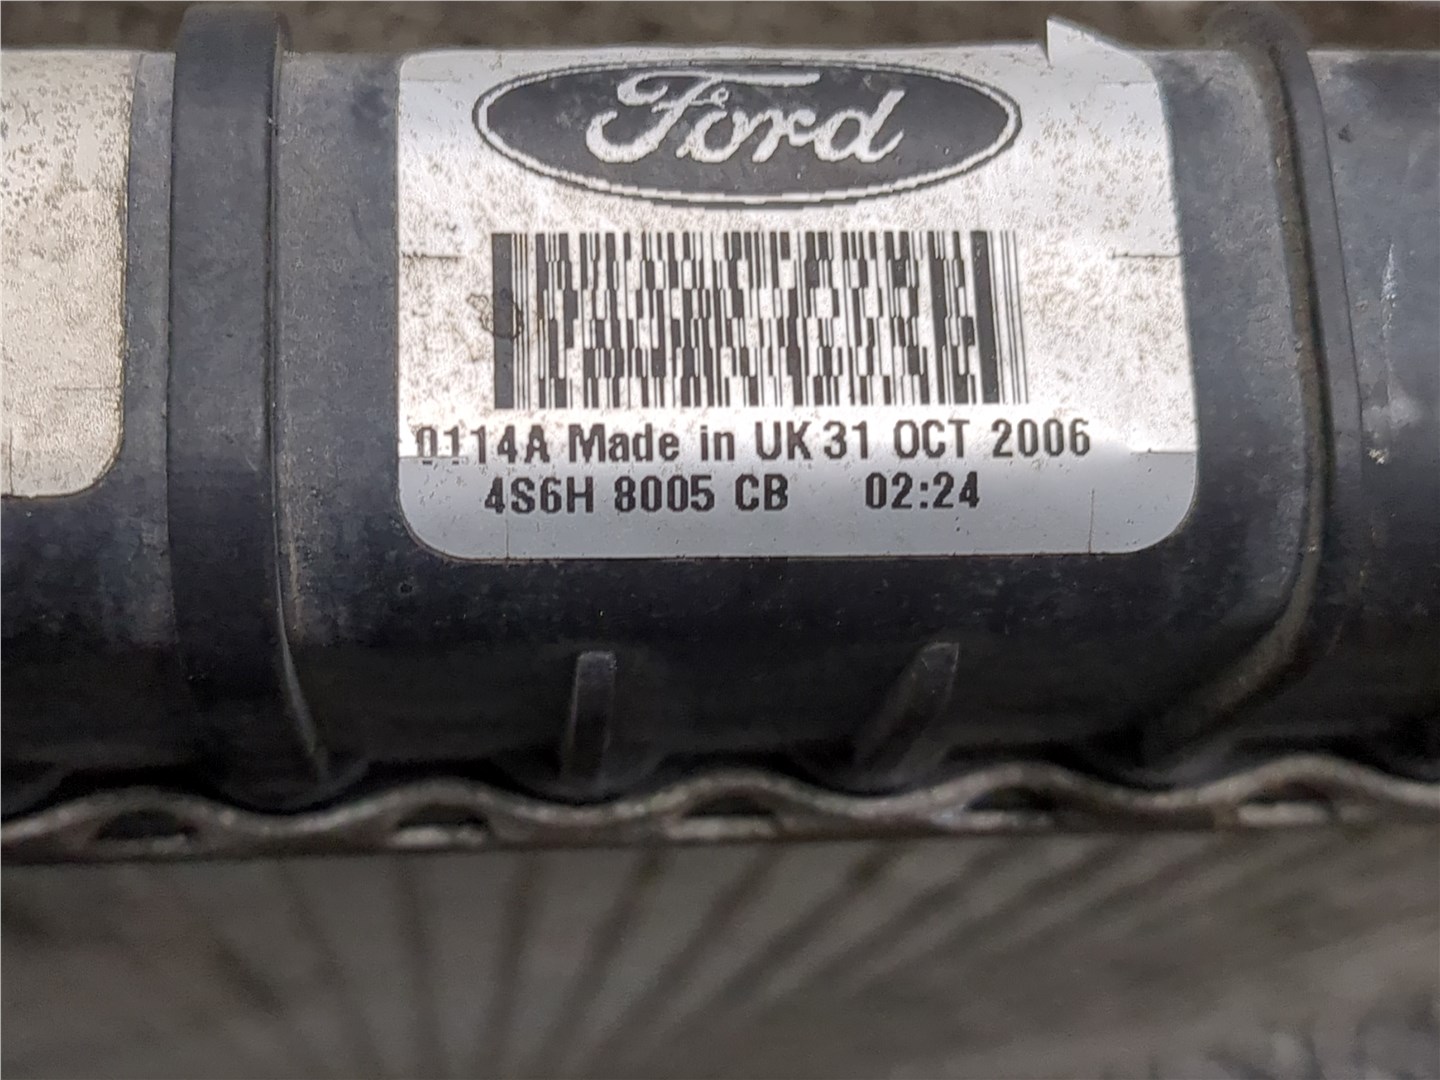 Ford
0114A Made in UK 31 OCT 2006
4S6H 8005 CB 02:24